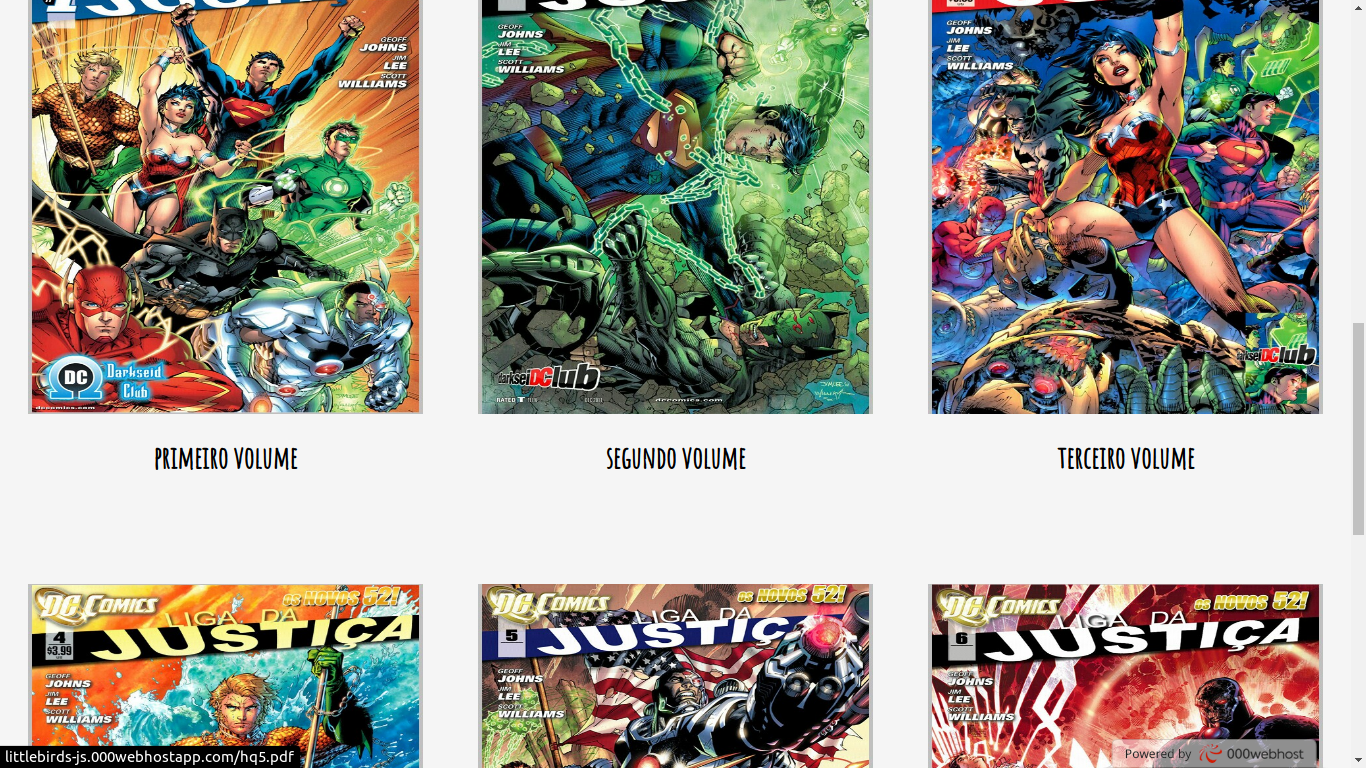 JUSTIÇ
GEOFF
JOHNS
JIM
LEE
SCOTT
WILLIAMS
DC
Darkseid
Club
dccomics.com
GEOFF
JOHNS
JIM
LEE
SCOTT
WILLIAMS
darkseiDClub
RATED T TEEN
dccomics.com
GEOFF
JOHNS
JIM
LEE
SCOTT
WILLIAMS
darkseiDClub
PRIMEIRO VOLUME
SEGUNDO VOLUME
TERCEIRO VOLUME
DC COMICS
OS NOVOS 52!
LIGA DA
JUSTIÇA
4
$3.99
GEOFF
JOHNS
JIM
LEE
SCOTT
WILLIAMS
DC COMICS
OS NOVOS 52!
LIGA DA
JUSTIÇ
5
GEOFF
JOHNS
JIM
LEE
SCOTT
WILLIAMS
DC COMICS
OS NOVOS 52!
LIGA DA
JUSTIÇA
6
GEOFF
JOHNS
JIM
LEE
SCOTT
WILLIAMS
littlebirds-js.000webhostapp.com/hq5.pdf
Powered by 000webhost